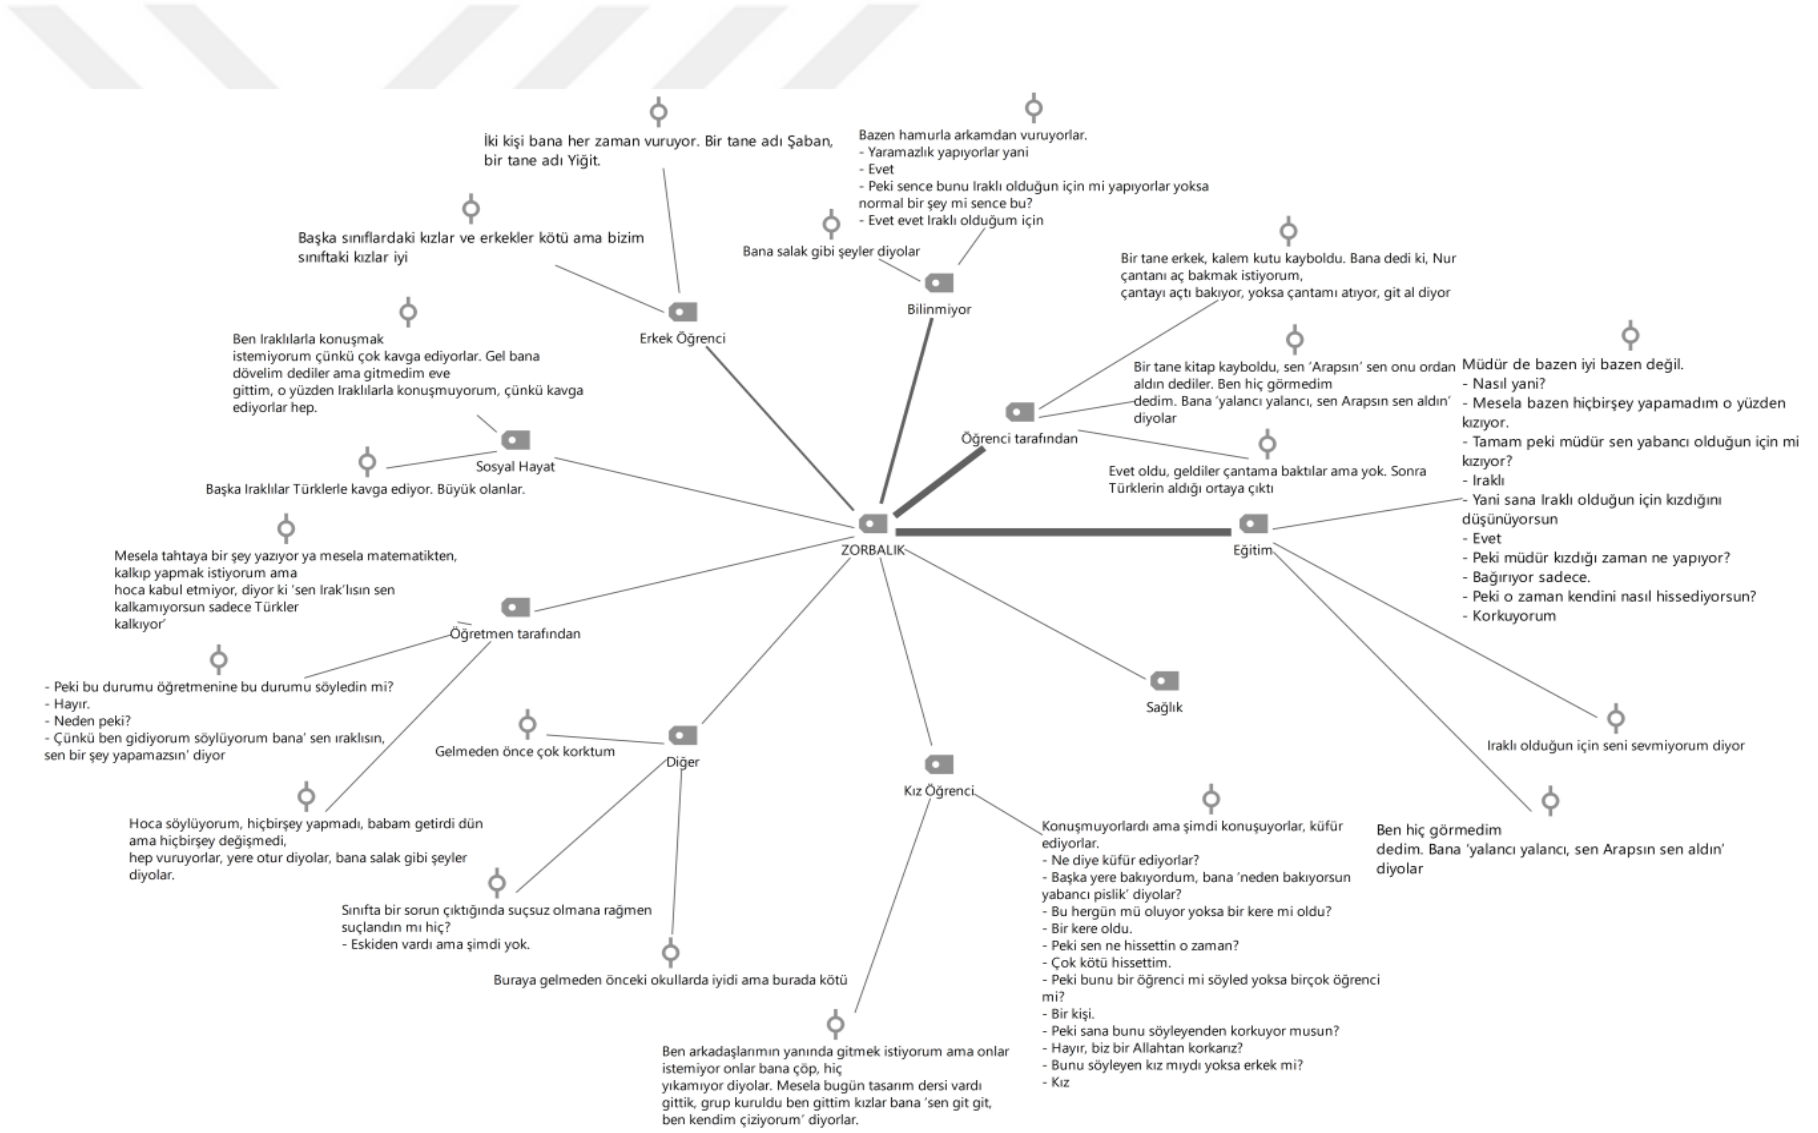 İki kişi bana her zaman vuruyor. Bir tane adı Şaban,
bir tane adı Yiğit.
Bazen hamurla arkamdan vuruyorlar.
- Yaramazlık yapıyorlar yani
- Evet
- Peki sence bunu Iraklı olduğun için mi yapıyorlar yoksa
normal bir şey mi sence bu?
- Evet evet Iraklı olduğum için
Başka sınıflardaki kızlar ve erkekler kötü ama bizim
sınıftaki kızlar iyi
Bana salak gibi şeyler diyolar
Bir tane erkek, kalem kutu kayboldu. Bana dedi ki, Nur
çantanı aç bakmak istiyorum,
çantayı açtı bakıyor, yoksa çantamı atıyor, git al diyor
Bilinmiyor
Erkek Öğrenci
Ben Iraklılarla konuşmak
istemiyorum çünkü çok kavga ediyorlar. Gel bana
dövelim dediler ama gitmedim eve
gittim, o yüzden Iraklılarla konuşmuyorum, çünkü kavga
ediyorlar hep.
Bir tane kitap kayboldu, sen ‘Arapsın’ sen onu ordan
aldın dediler. Ben hiç görmedim
dedim. Bana ‘yalancı yalancı, sen Arapsın sen aldın’
diyolar
Müdür de bazen iyi bazen değil.
- Nasıl yani?
- Mesela bazen hiçbirşey yapamadım o yüzden
kızıyor.
- Tamam peki müdür sen yabancı olduğun için mi
kızıyor?
- Iraklı
- Yani sana Iraklı olduğun için kızdığını
düşünüyorsun
- Evet
- Peki müdür kızdığı zaman ne yapıyor?
- Bağırıyor sadece.
- Peki o zaman kendini nasıl hissediyorsun?
- Korkuyorum
Öğrenci tarafından
Sosyal Hayat
Başka Iraklılar Türklerle kavga ediyor. Büyük olanlar.
Evet oldu, geldiler çantama baktılar ama yok. Sonra
Türklerin aldığı ortaya çıktı
ZORBALIK
Eğitim
Mesela tahtaya bir şey yazıyor ya mesela matematikten,
kalkıp yapmak istiyorum ama
hoca kabul etmiyor, diyor ki ‘sen Irak’lısın sen
kalkamıyorsun sadece Türkler
kalkıyor’
Öğretmen tarafından
- Peki bu durumu öğretmenine bu durumu söyledin mi?
- Hayır.
- Neden peki?
- Çünkü ben gidiyorum söylüyorum bana’ sen ıraklısın,
sen bir şey yapamazsın’ diyor
Sağlık
Gelmeden önce çok korktum
Diğer
Kız Öğrenci
Iraklı olduğun için seni sevmiyorum diyor
Hoca söylüyorum, hiçbirşey yapmadı, babam getirdi dün
ama hiçbirşey değişmedi,
hep vuruyorlar, yere otur diyolar, bana salak gibi şeyler
diyolar.
Konuşmuyorlardı ama şimdi konuşuyorlar, küfür
ediyorlar.
- Ne diye küfür ediyorlar?
- Başka yere bakıyordum, bana ‘neden bakıyorsun
yabancı pislik’ diyolar?
- Bu hergün mü oluyor yoksa bir kere mi oldu?
- Bir kere oldu.
- Peki sen ne hissettin o zaman?
- Çok kötü hissettim.
- Peki bunu bir öğrenci mi söyled yoksa birçok öğrenci
mi?
- Bir kişi.
- Peki sana bunu söyleyenden korkuyor musun?
- Hayır, biz bir Allahtan korkarız?
- Bunu söyleyen kız mıydı yoksa erkek mi?
- Kız
Ben hiç görmedim
dedim. Bana ‘yalancı yalancı, sen Arapsın sen aldın’
diyolar
Sınıfta bir sorun çıktığında suçsuz olmana rağmen
suçlandın mı hiç?
- Eskiden vardı ama şimdi yok.
Buraya gelmeden önceki okullarda iyidi ama burada kötü
Ben arkadaşlarımın yanında gitmek istiyorum ama onlar
istemiyor onlar bana çöp, hiç
yıkamıyor diyolar. Mesela bugün tasarım dersi vardı
gittik, grup kuruldu ben gittim kızlar bana ‘sen git git,
ben kendim çiziyorum’ diyorlar.